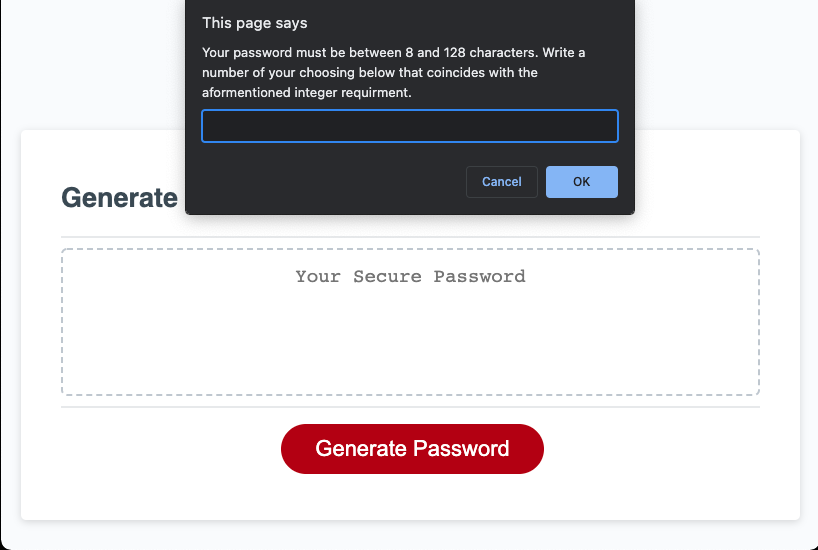 This page says
Your password must be between 8 and 128 characters. Write a
number of your choosing below that coincides with the
aformentioned integer requirment.
Cancel
OK
Generate
Your Secure Password
Generate Password